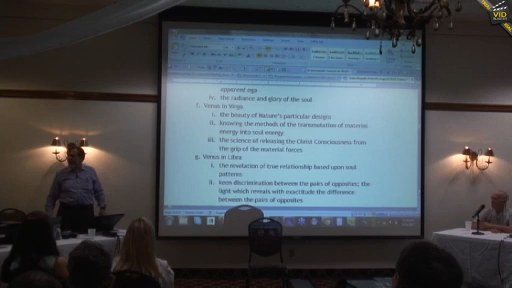 VID
apparent ego
iv. the radiance and glory of the soul
f. Venus in Virgo
i. the beauty of Nature's particular designs
ii. Knowing the methods of the transmutation of material
energy into soul energy
iii. the science of releasing the Christ Consciousness from
the grip of the material forces
g. Venus in Libra
i. the revelation of true relationship based upon soul
patterns
ii. keen discrimination between the pairs of opposites; the
light which reveals with exactitude the difference
between the pairs of opposites